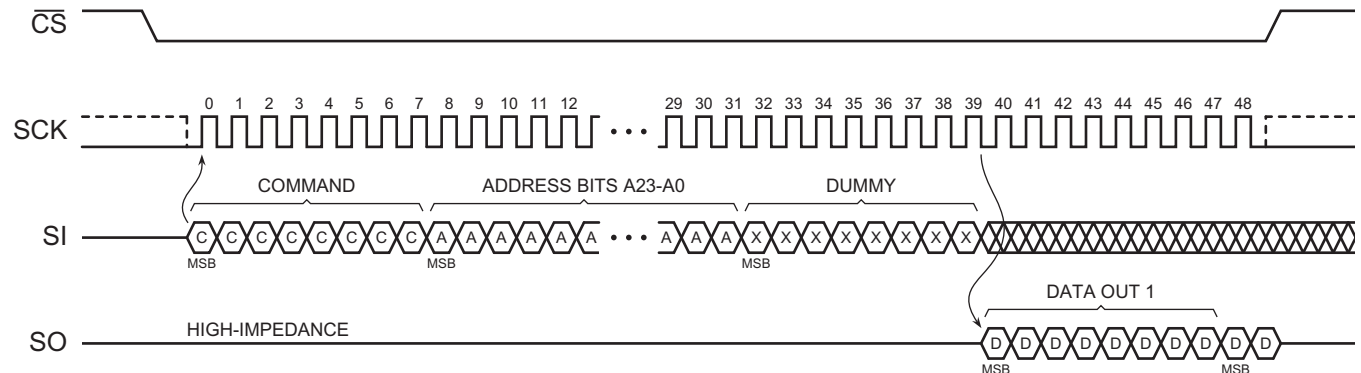 CS
0 1 2 3 4 5 6 7 8 9 10 11 12 29 30 31 32 33 34 35 36 37 38 39 40 41 42 43 44 45 46 47 48
SCK
COMMAND ADDRESS BITS A23-A0 DUMMY
SI C C C C C C C C A A A A A A A A A X X X X X X X X
MSB MSB MSB
DATA OUT 1
HIGH-IMPEDANCE
SO D D D D D D D D D D
MSB MSB